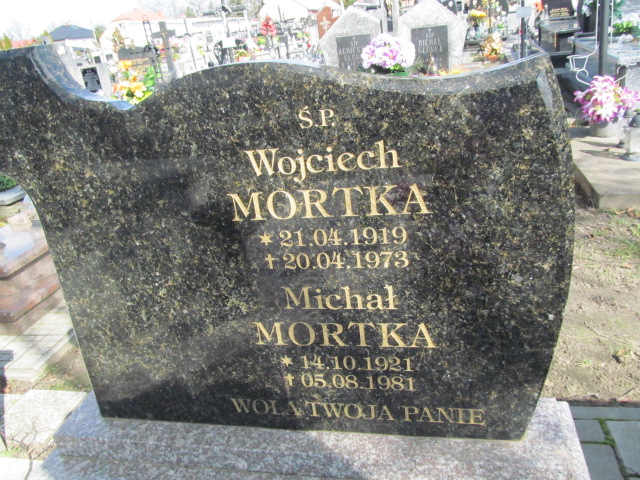 Ś.P.
Wojciech
MORTKA
* 21.04.1919
† 20.04.1973
Michał
MORTKA
* 14.10.1921
† 05.08.1981
WOLA TWOJA PANIE